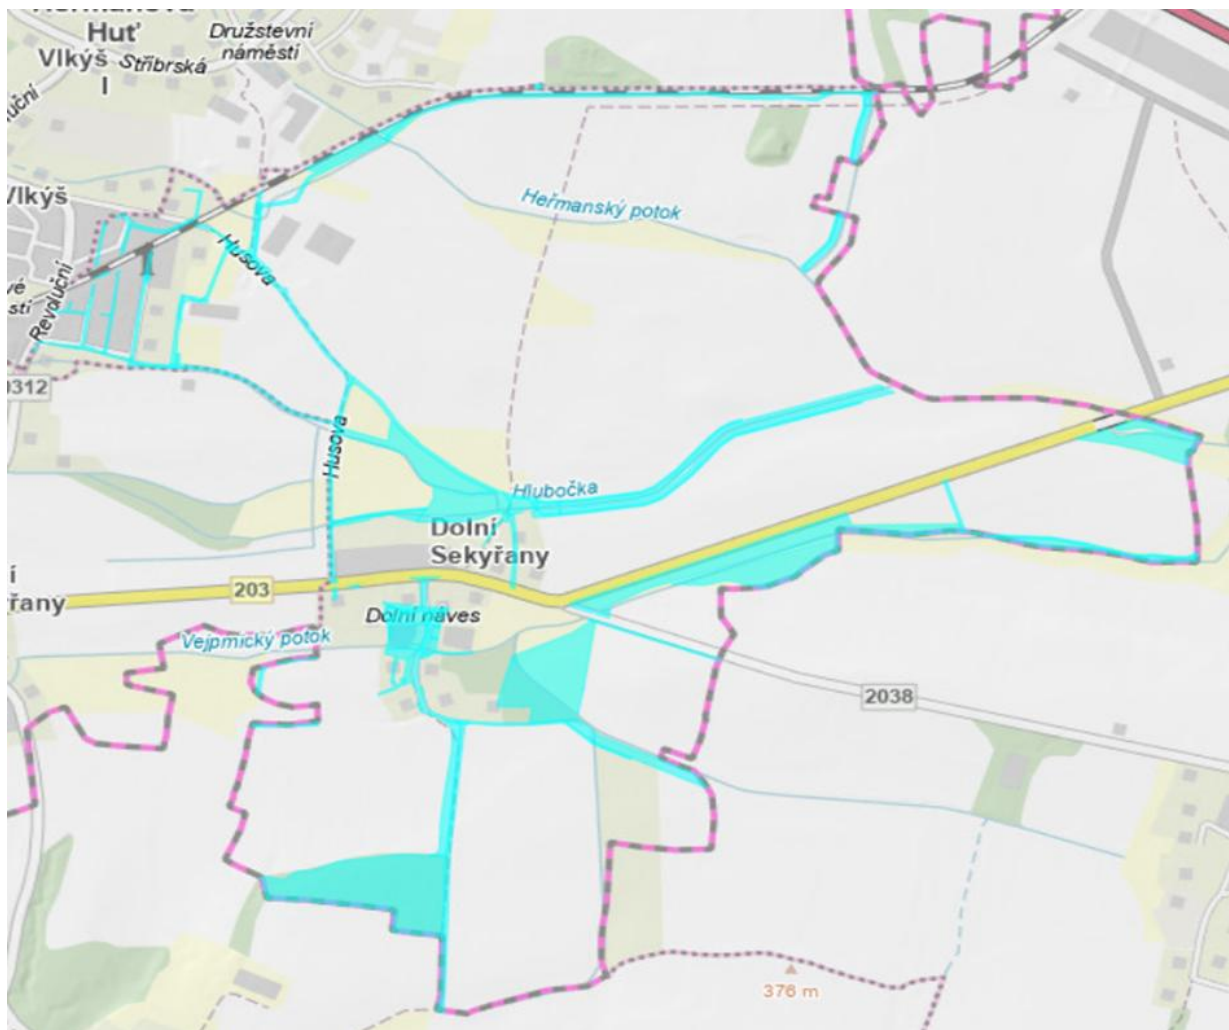 Heřmanova
Huť
Vlkýš
I
Družstevní
náměstí
Stříbrská
Vlkýš
Heřmanský potok
Husova
Revoluční
0312
Husova
Hlubočka
Dolní
Sekyřany
203
Dolní náves
Vejprnický potok
2038
376 m